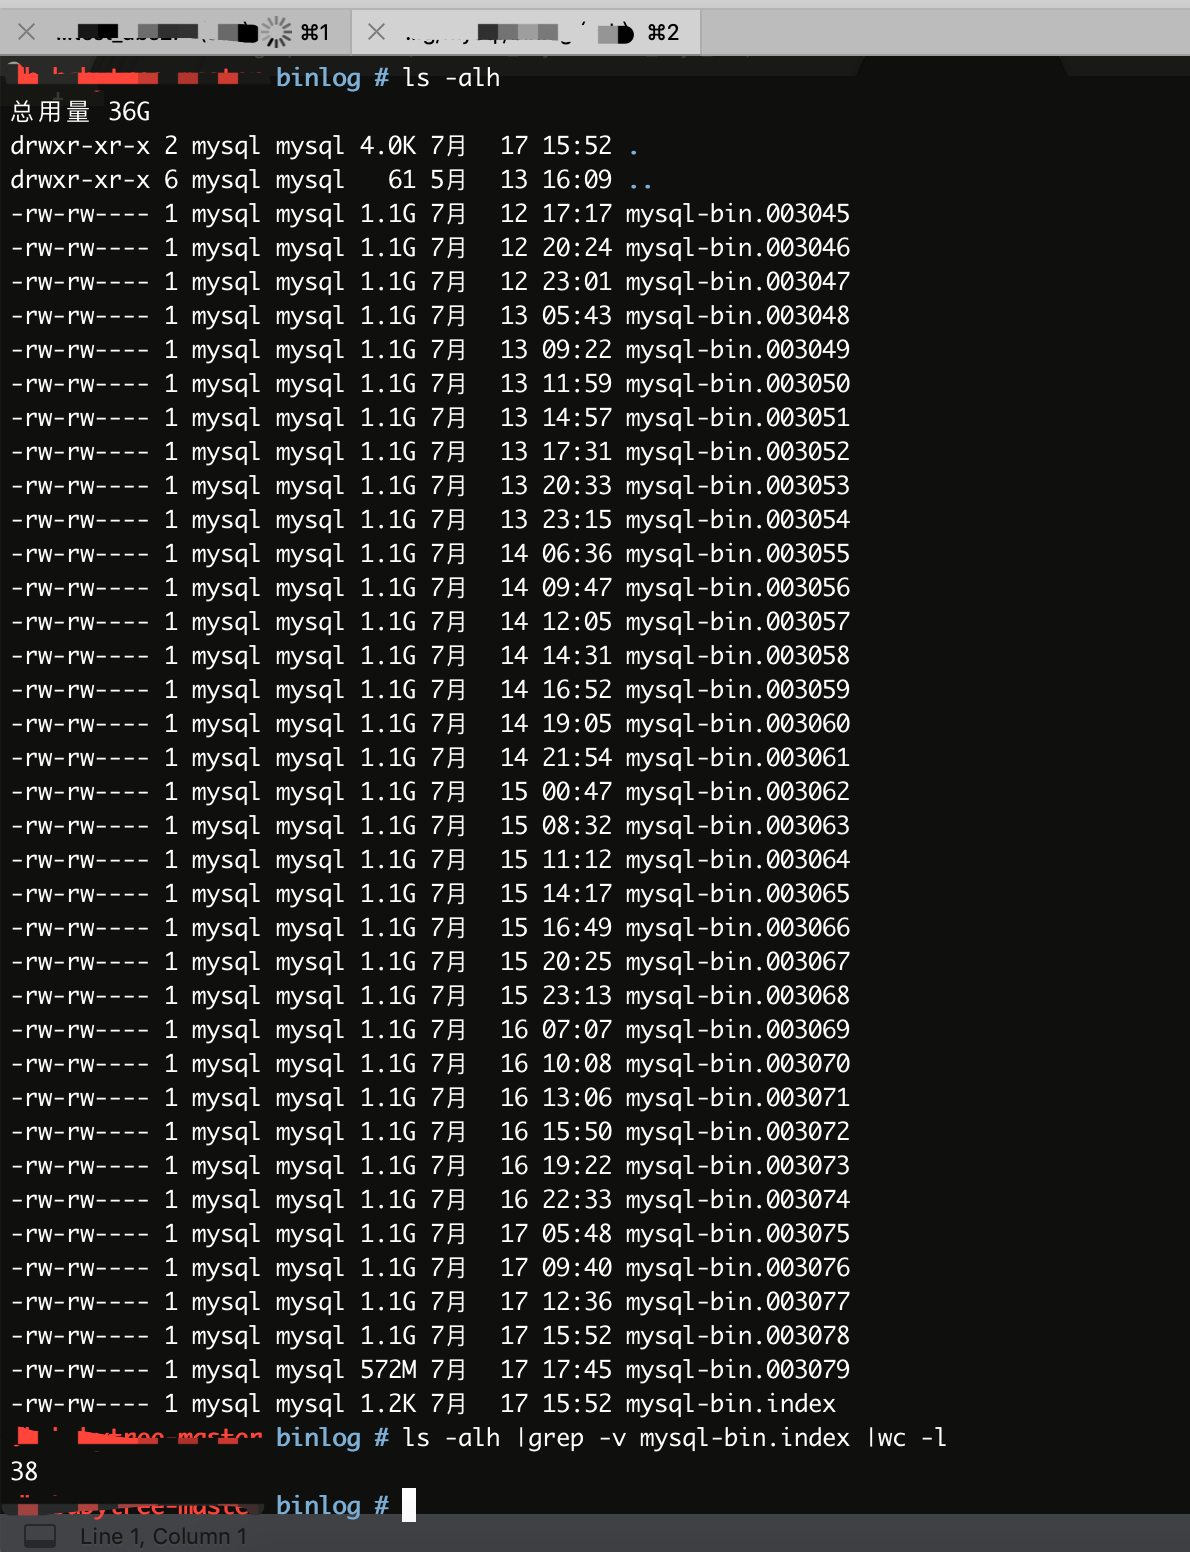 ⌘1 ⌘2
binlog # ls -alh
总用量 36G
drwxr-xr-x 2 mysql mysql 4.0K 7月  17 15:52 .
drwxr-xr-x 6 mysql mysql   61 5月  13 16:09 ..
-rw-rw---- 1 mysql mysql 1.1G 7月  12 17:17 mysql-bin.003045
-rw-rw---- 1 mysql mysql 1.1G 7月  12 20:24 mysql-bin.003046
-rw-rw---- 1 mysql mysql 1.1G 7月  12 23:01 mysql-bin.003047
-rw-rw---- 1 mysql mysql 1.1G 7月  13 05:43 mysql-bin.003048
-rw-rw---- 1 mysql mysql 1.1G 7月  13 09:22 mysql-bin.003049
-rw-rw---- 1 mysql mysql 1.1G 7月  13 11:59 mysql-bin.003050
-rw-rw---- 1 mysql mysql 1.1G 7月  13 14:57 mysql-bin.003051
-rw-rw---- 1 mysql mysql 1.1G 7月  13 17:31 mysql-bin.003052
-rw-rw---- 1 mysql mysql 1.1G 7月  13 20:33 mysql-bin.003053
-rw-rw---- 1 mysql mysql 1.1G 7月  13 23:15 mysql-bin.003054
-rw-rw---- 1 mysql mysql 1.1G 7月  14 06:36 mysql-bin.003055
-rw-rw---- 1 mysql mysql 1.1G 7月  14 09:47 mysql-bin.003056
-rw-rw---- 1 mysql mysql 1.1G 7月  14 12:05 mysql-bin.003057
-rw-rw---- 1 mysql mysql 1.1G 7月  14 14:31 mysql-bin.003058
-rw-rw---- 1 mysql mysql 1.1G 7月  14 16:52 mysql-bin.003059
-rw-rw---- 1 mysql mysql 1.1G 7月  14 19:05 mysql-bin.003060
-rw-rw---- 1 mysql mysql 1.1G 7月  14 21:54 mysql-bin.003061
-rw-rw---- 1 mysql mysql 1.1G 7月  15 00:47 mysql-bin.003062
-rw-rw---- 1 mysql mysql 1.1G 7月  15 08:32 mysql-bin.003063
-rw-rw---- 1 mysql mysql 1.1G 7月  15 11:12 mysql-bin.003064
-rw-rw---- 1 mysql mysql 1.1G 7月  15 14:17 mysql-bin.003065
-rw-rw---- 1 mysql mysql 1.1G 7月  15 16:49 mysql-bin.003066
-rw-rw---- 1 mysql mysql 1.1G 7月  15 20:25 mysql-bin.003067
-rw-rw---- 1 mysql mysql 1.1G 7月  15 23:13 mysql-bin.003068
-rw-rw---- 1 mysql mysql 1.1G 7月  16 07:07 mysql-bin.003069
-rw-rw---- 1 mysql mysql 1.1G 7月  16 10:08 mysql-bin.003070
-rw-rw---- 1 mysql mysql 1.1G 7月  16 13:06 mysql-bin.003071
-rw-rw---- 1 mysql mysql 1.1G 7月  16 15:50 mysql-bin.003072
-rw-rw---- 1 mysql mysql 1.1G 7月  16 19:22 mysql-bin.003073
-rw-rw---- 1 mysql mysql 1.1G 7月  16 22:33 mysql-bin.003074
-rw-rw---- 1 mysql mysql 1.1G 7月  17 05:48 mysql-bin.003075
-rw-rw---- 1 mysql mysql 1.1G 7月  17 09:40 mysql-bin.003076
-rw-rw---- 1 mysql mysql 1.1G 7月  17 12:36 mysql-bin.003077
-rw-rw---- 1 mysql mysql 1.1G 7月  17 15:52 mysql-bin.003078
-rw-rw---- 1 mysql mysql 572M 7月  17 17:45 mysql-bin.003079
-rw-rw---- 1 mysql mysql 1.2K 7月  17 15:52 mysql-bin.index
binlog # ls -alh |grep -v mysql-bin.index |wc -l
38
binlog #
Line 1, Column 1